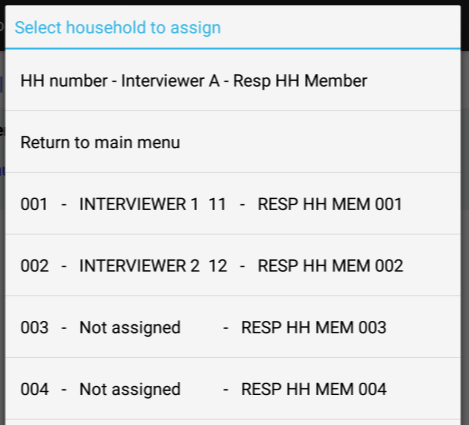 Select household to assign
HH number - Interviewer A - Resp HH Member
Return to main menu
001 - INTERVIEWER 1 11 - RESP HH MEM 001
002 - INTERVIEWER 2 12 - RESP HH MEM 002
003 - Not assigned - RESP HH MEM 003
004 - Not assigned - RESP HH MEM 004